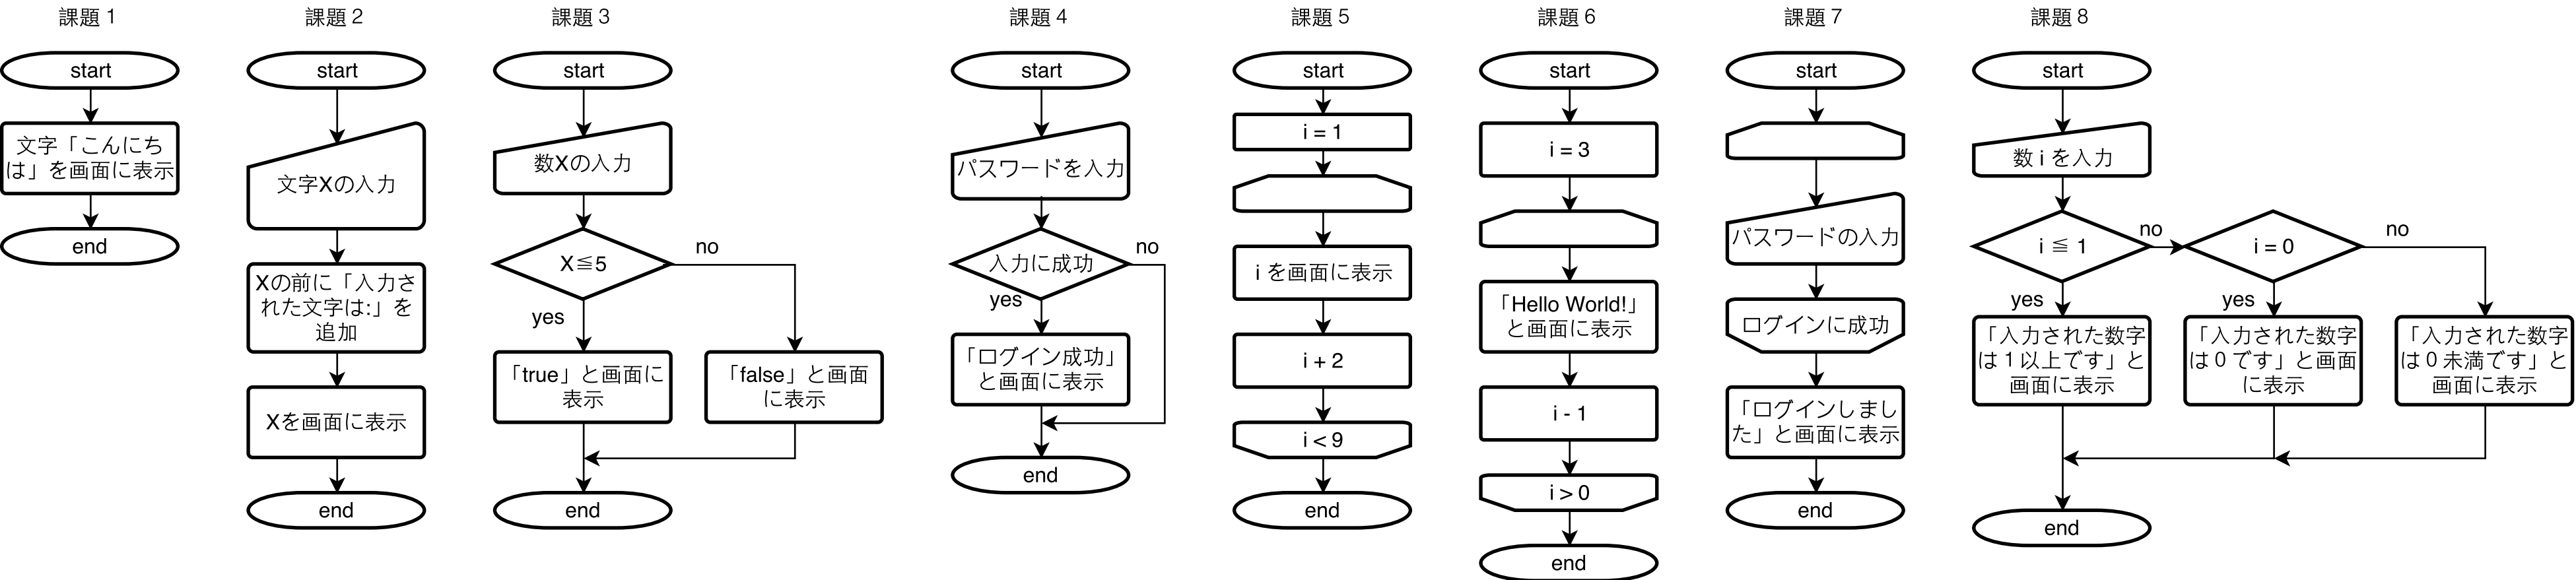 課題1
start
文字「こんにち
は」を画面に表示
end
課題2
start
文字Xの入力
Xの前に「入力さ
れた文字は:」を
追加
Xを画面に表示
end
課題3
start
数Xの入力
X≦5
no
yes
「true」と画面に
表示
「false」と画面
に表示
end
課題4
start
パスワードを入力
入力に成功
no
yes
「ログイン成功」
と画面に表示
end
課題5
start
i = 1
i を画面に表示
i + 2
i < 9
end
課題6
start
i = 3
「Hello World!」
と画面に表示
i - 1
i > 0
end
課題7
start
パスワードの入力
ログインに成功
「ログインしまし
た」と画面に表示
end
課題8
start
数 i を入力
i ≦ 1
no
i = 0
no
yes
yes
「入力された数字
は１以上です」と
画面に表示
「入力された数字
は０です」と画面
に表示
「入力された数字
は０未満です」と
画面に表示
end